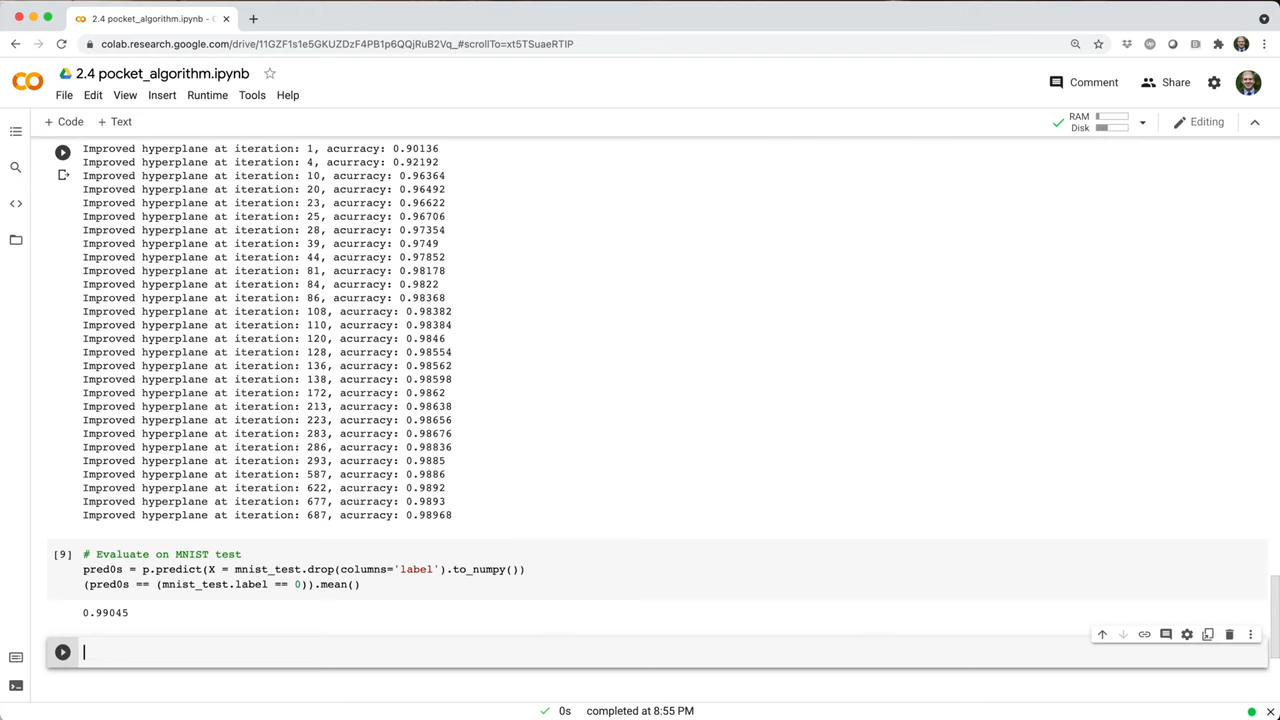 2.4 pocket_algorithm.ipynb - C
colab.research.google.com/drive/11GZF1s1e5GKUZDzF4PB1p6QQjRuB2Vq_#scrollTo=xt5TSuaeRTIP
2.4 pocket_algorithm.ipynb
Comment
Share
File Edit View Insert Runtime Tools Help
+ Code + Text
RAM
Disk
Editing
Improved hyperplane at iteration: 1, acurracy: 0.90136
Improved hyperplane at iteration: 4, acurracy: 0.92192
Improved hyperplane at iteration: 10, acurracy: 0.96364
Improved hyperplane at iteration: 20, acurracy: 0.96492
Improved hyperplane at iteration: 23, acurracy: 0.96622
Improved hyperplane at iteration: 25, acurracy: 0.96706
Improved hyperplane at iteration: 28, acurracy: 0.97354
Improved hyperplane at iteration: 39, acurracy: 0.9749
Improved hyperplane at iteration: 44, acurracy: 0.97852
Improved hyperplane at iteration: 81, acurracy: 0.98178
Improved hyperplane at iteration: 84, acurracy: 0.9822
Improved hyperplane at iteration: 86, acurracy: 0.98368
Improved hyperplane at iteration: 108, acurracy: 0.98382
Improved hyperplane at iteration: 110, acurracy: 0.98384
Improved hyperplane at iteration: 120, acurracy: 0.9846
Improved hyperplane at iteration: 128, acurracy: 0.98554
Improved hyperplane at iteration: 136, acurracy: 0.98562
Improved hyperplane at iteration: 138, acurracy: 0.98598
Improved hyperplane at iteration: 172, acurracy: 0.9862
Improved hyperplane at iteration: 213, acurracy: 0.98638
Improved hyperplane at iteration: 223, acurracy: 0.98656
Improved hyperplane at iteration: 283, acurracy: 0.98676
Improved hyperplane at iteration: 286, acurracy: 0.98836
Improved hyperplane at iteration: 293, acurracy: 0.9885
Improved hyperplane at iteration: 587, acurracy: 0.9886
Improved hyperplane at iteration: 622, acurracy: 0.9892
Improved hyperplane at iteration: 677, acurracy: 0.9893
Improved hyperplane at iteration: 687, acurracy: 0.98968
[9] # Evaluate on MNIST test
pred0s = p.predict(X = mnist_test.drop(columns='label').to_numpy())
(pred0s == (mnist_test.label == 0)).mean()
0.99045
0s completed at 8:55 PM